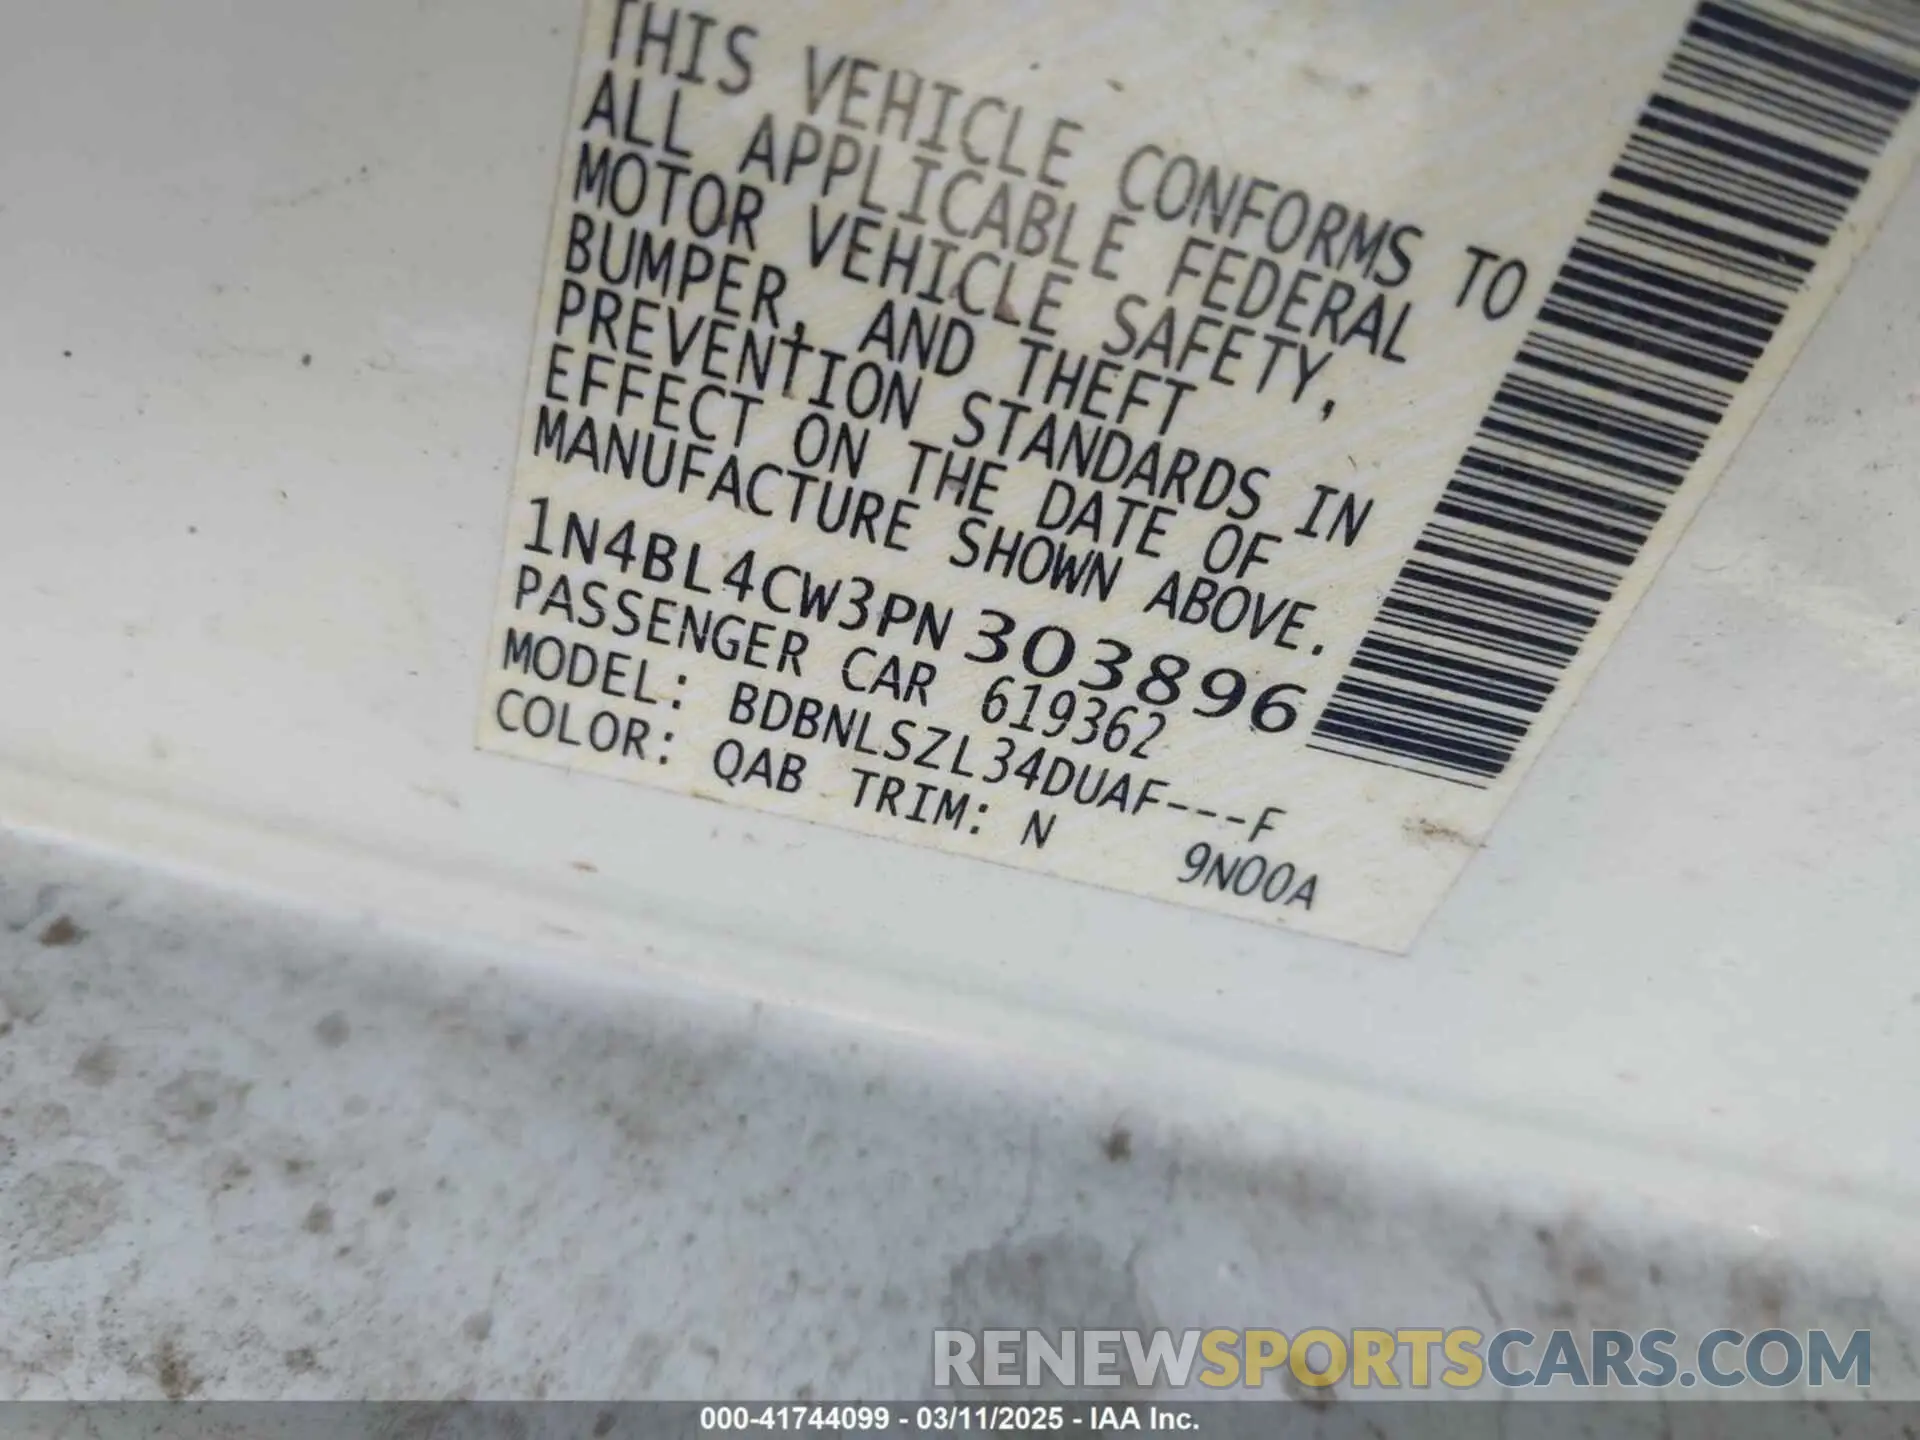 THIS VEHICLE CONFORMS TO
ALL APPLICABLE FEDERAL
MOTOR VEHICLE SAFETY,
BUMPER, AND THEFT
PREVENTION STANDARDS IN
EFFECT ON THE DATE OF
MANUFACTURE SHOWN ABOVE.
1N4BL4CW3PN303896
PASSENGER CAR 619362
MODEL: BDBNLSZL34DUAF---F
COLOR: QAB TRIM: N 9N00A
RENEWSPORTSCARS.COM
000-41744099 - 03/11/2025 - IAA Inc.